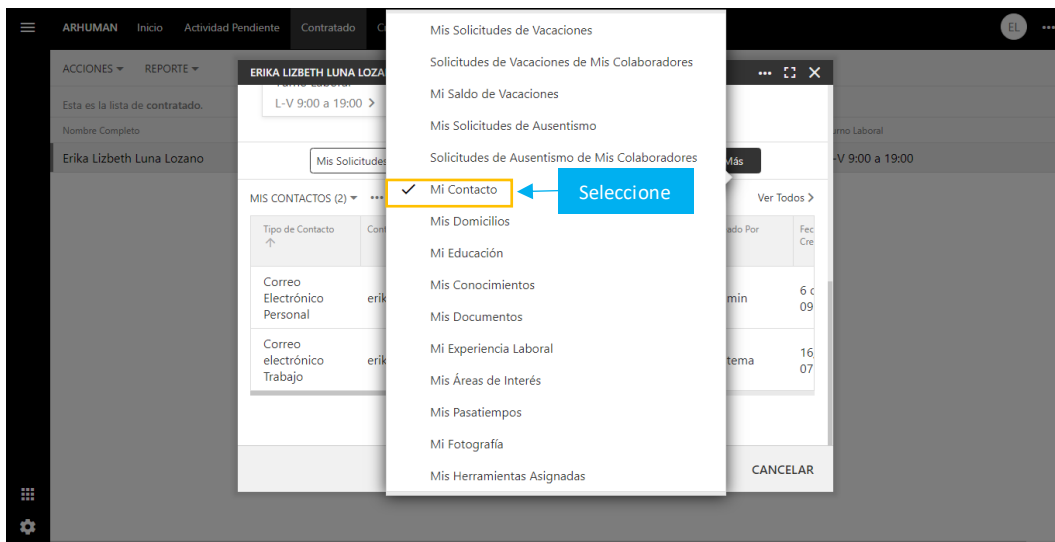 ARHUMAN Inicio Actividad Pendiente Contratado
EL
ACCIONES REPORTE
Esta es la lista de contratado.
Nombre Completo
Erika Lizbeth Luna Lozano
Laboral
L-V 9:00 a 19:00
ERIKA LIZBETH LUNA
L-V 9:00 a 19:00
Mis
Más
MIS CONTACTOS (2)
Ver Todos
Tipo de Contacto
Correo
Electrónico
Personal
6
09
Correo
electrónico
Trabajo
16
07
CANCELAR
Mis Solicitudes de Vacaciones
Solicitudes de Vacaciones de Mis Colaboradores
Mi Saldo de Vacaciones
Mis Solicitudes de Ausentismo
Solicitudes de Ausentismo de Mis Colaboradores
Mi Contacto
Seleccione
Mis Domicilios
Mi Educación
Mis Conocimientos
Mis Documentos
Mi Experiencia Laboral
Mis Áreas de Interés
Mis Pasatiempos
Mi Fotografía
Mis Herramientas Asignadas